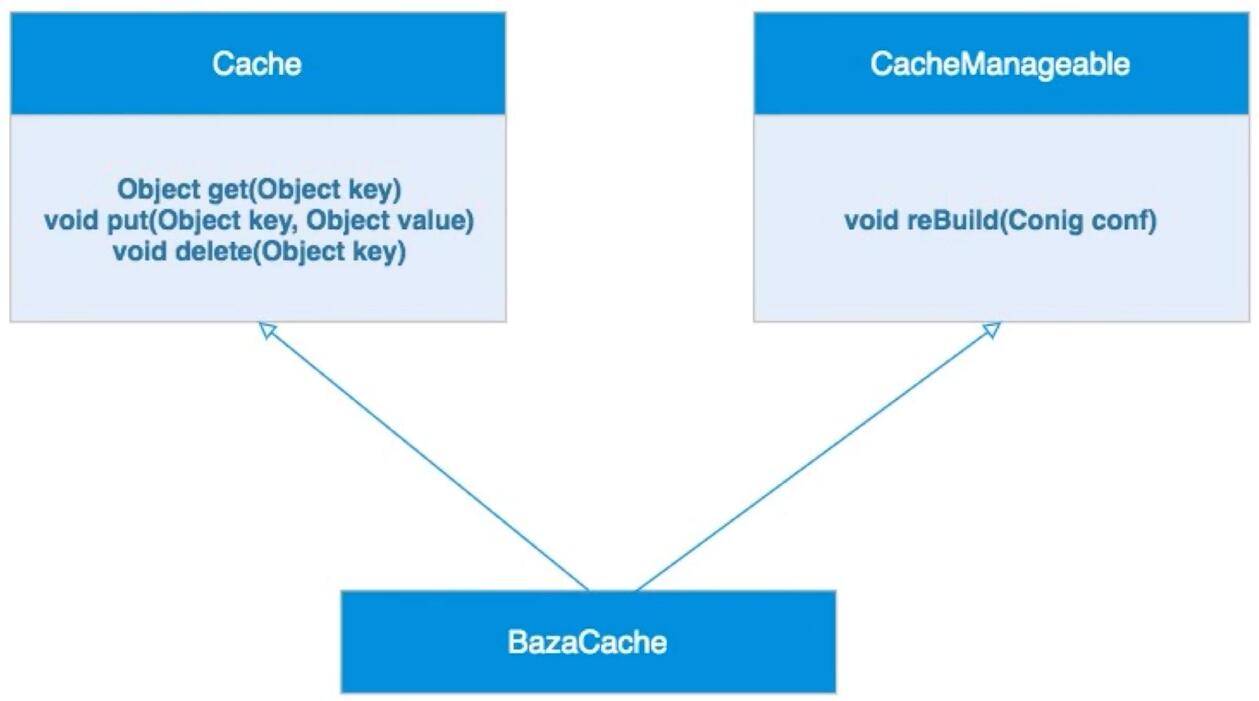 Cache
Object get(Object key)
void put(Object key, Object value)
void delete(Object key)
CacheManageable
void reBuild(Conig conf)
BazaCache